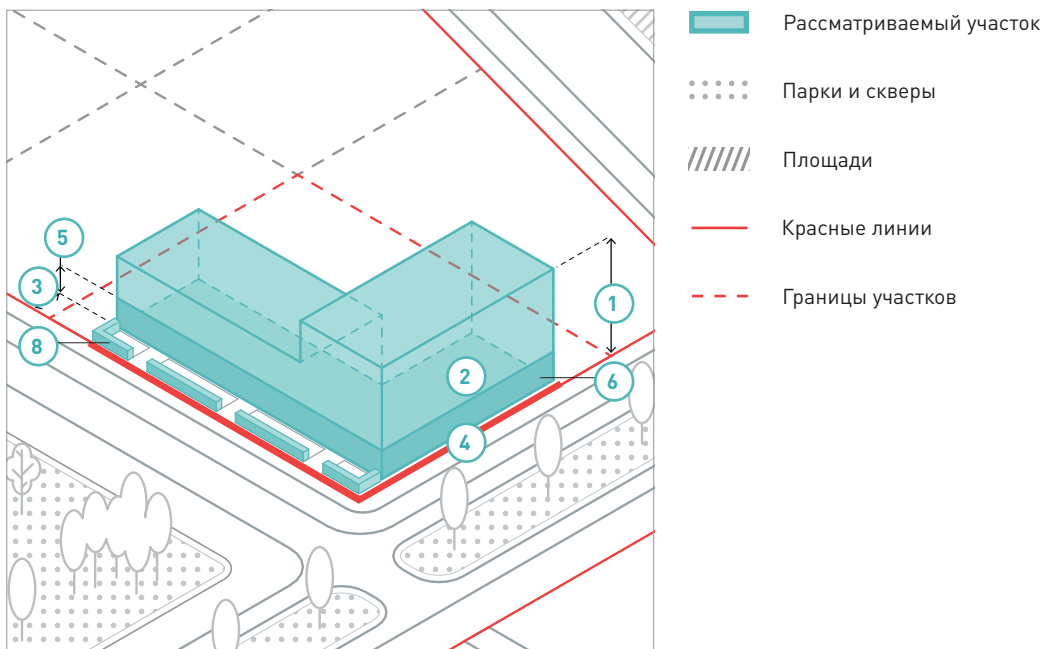 Рассматриваемый участок
Парки и скверы
Площади
Красные линии
Границы участков
5
3
8
1
2
6
4